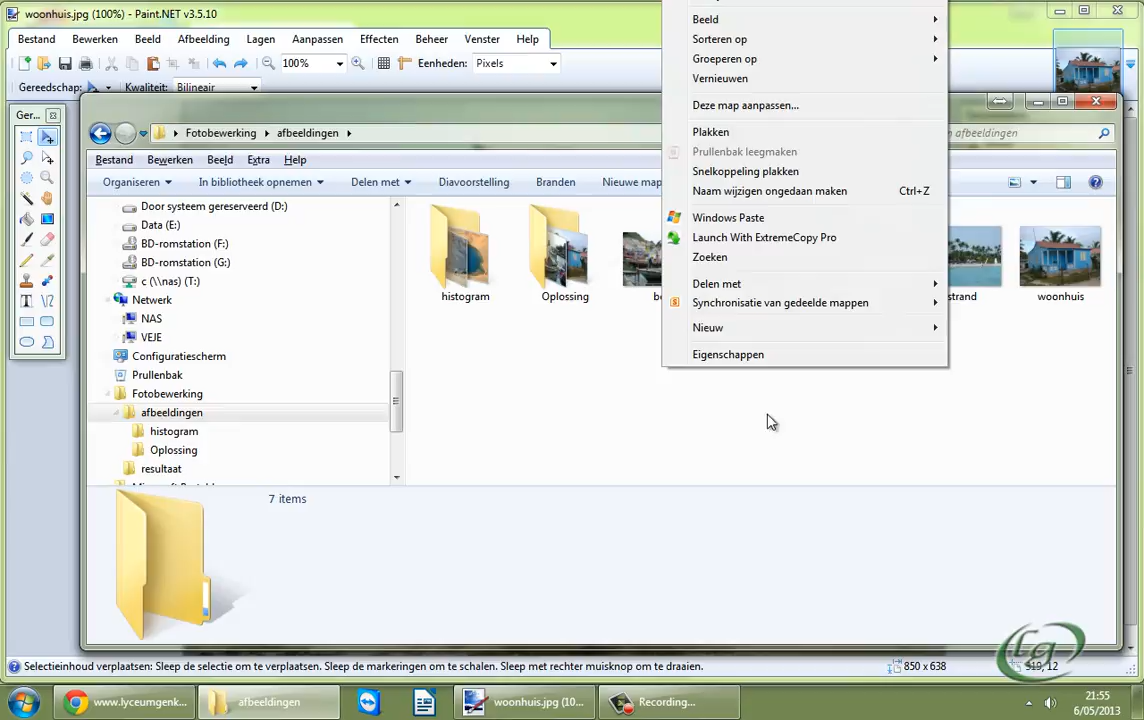 woonhuis.jpg (100%) - Paint.NET v3.5.10
Bestand Bewerken Beeld Afbeelding Lagen Aanpassen Effecten Beheer Venster Help
100% Eenheden: Pixels
Gereedschap: Kwaliteit: Bilineair
Ger...
Fotobewerking afbeeldingen
afbeeldingen
Bestand Bewerken Beeld Extra Help
Organiseren In bibliotheek opnemen Delen met Diavoorstelling Branden Nieuwe map
Door systeem gereserveerd (D:)
Data (E:)
BD-romstation (F:)
BD-romstation (G:)
c (\\nas) (T:)
Netwerk
NAS
VEJE
Configuratiescherm
Prullenbak
Fotobewerking
afbeeldingen
histogram
Oplossing
resultaat
histogram
Oplossing
strand
woonhuis
Beeld
Sorteren op
Groeperen op
Vernieuwen
Deze map aanpassen...
Plakken
Prullenbak leegmaken
Snelkoppeling plakken
Naam wijzigen ongedaan maken Ctrl+Z
Windows Paste
Launch With ExtremeCopy Pro
Zoeken
Delen met
Synchronisatie van gedeelde mappen
Nieuw
Eigenschappen
7 items
Selectieinhoud verplaatsen: Sleep de selectie om te verplaatsen. Sleep de markeringen om te schalen. Sleep met rechter muisknop om te draaien.
850 x 638
519, 12
www.lyceumgenk...
afbeeldingen
woonhuis.jpg (10...
Recording...
21:55
6/05/2013